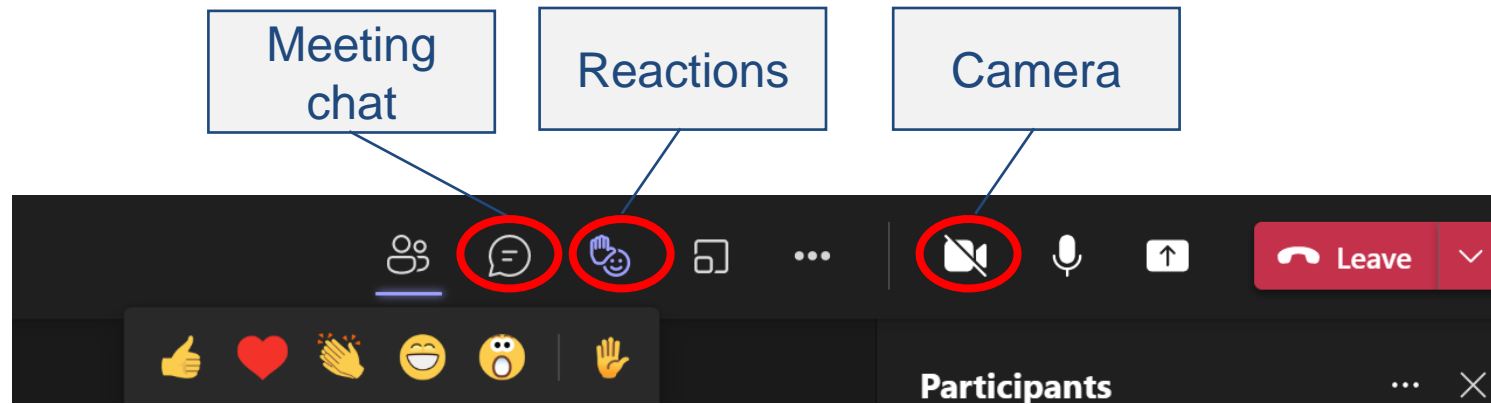 Meeting
chat
Reactions
Camera
Leave
Participants